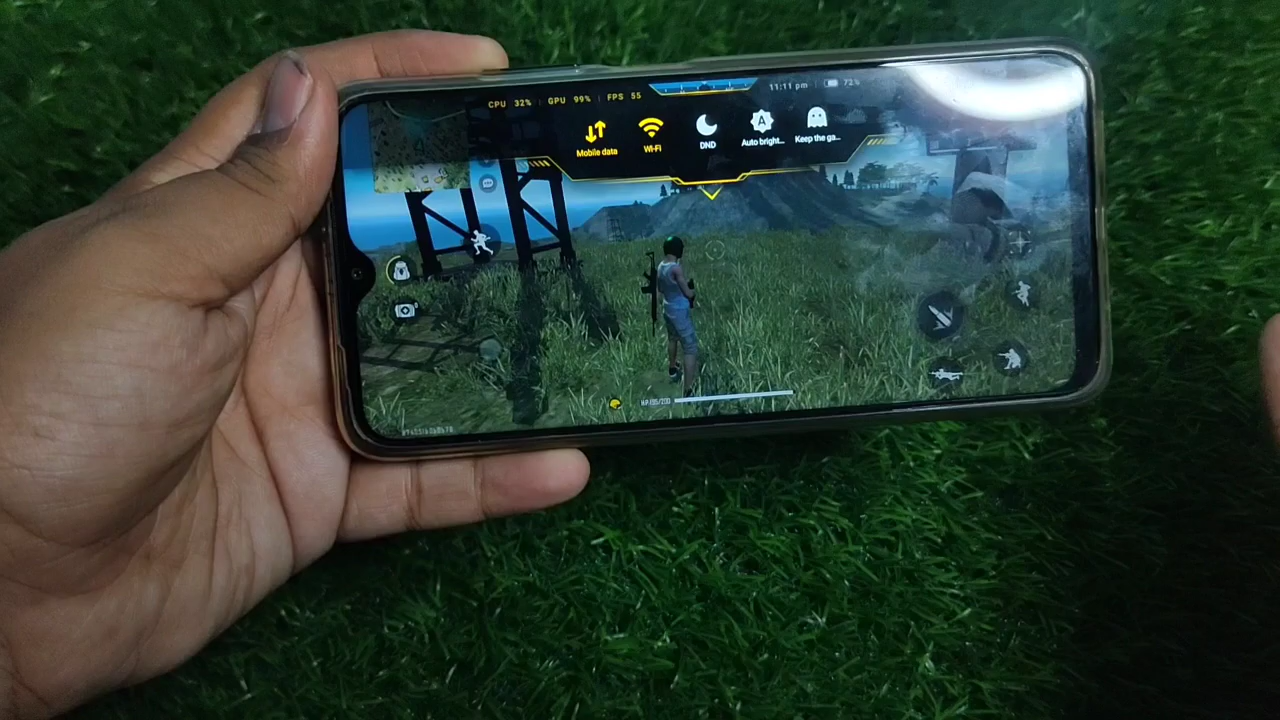 CPU 32% | GPU 99% | FPS 55
11:11 pm 72%
Mobile data
Wi-Fi
DND
Auto bright...
Keep the ga...